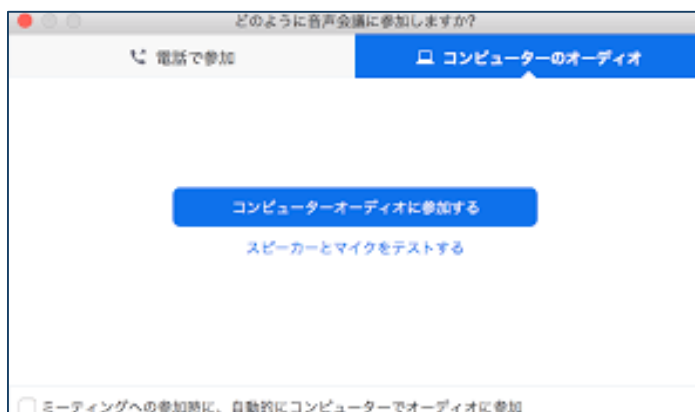 どのように音声会議に参加しますか?
電話で参加
コンピューターのオーディオ
コンピューターオーディオに参加する
スピーカーとマイクをテストする
ミーティングへの参加時に、自動的にコンピューターでオーディオに参加